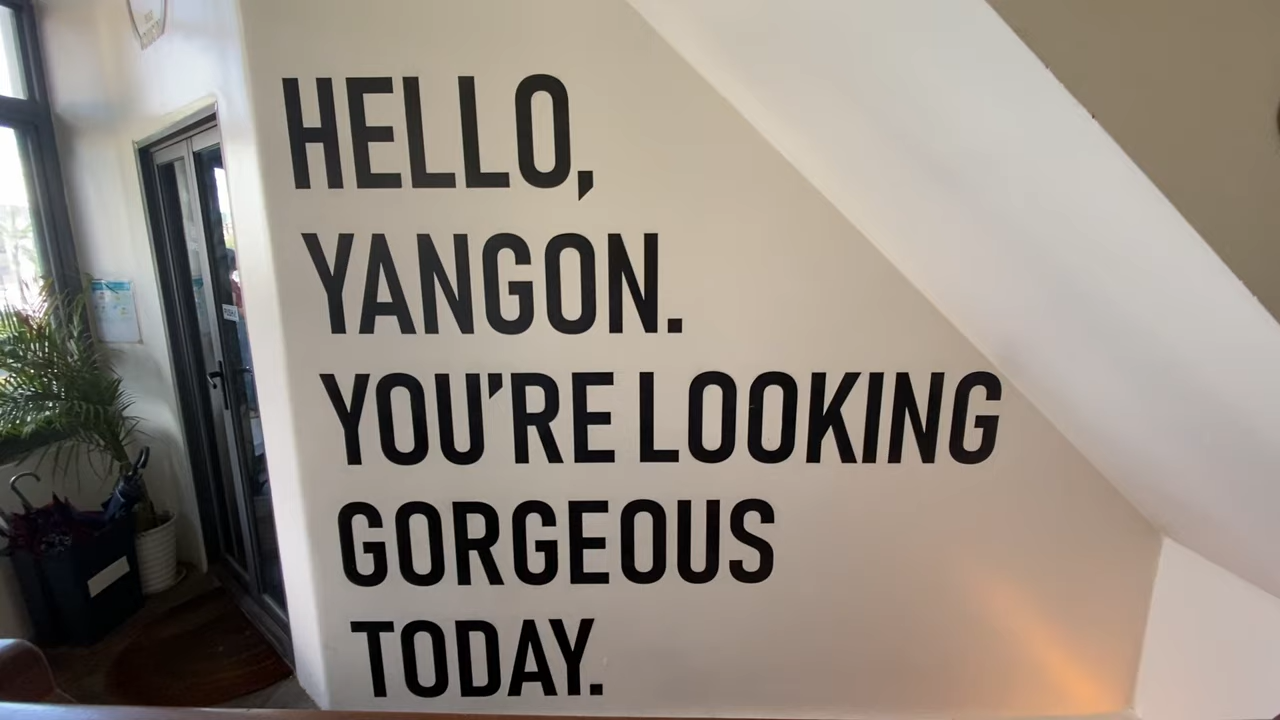 HELLO,
YANGON.
YOU'RE LOOKING
GORGEOUS
TODAY.